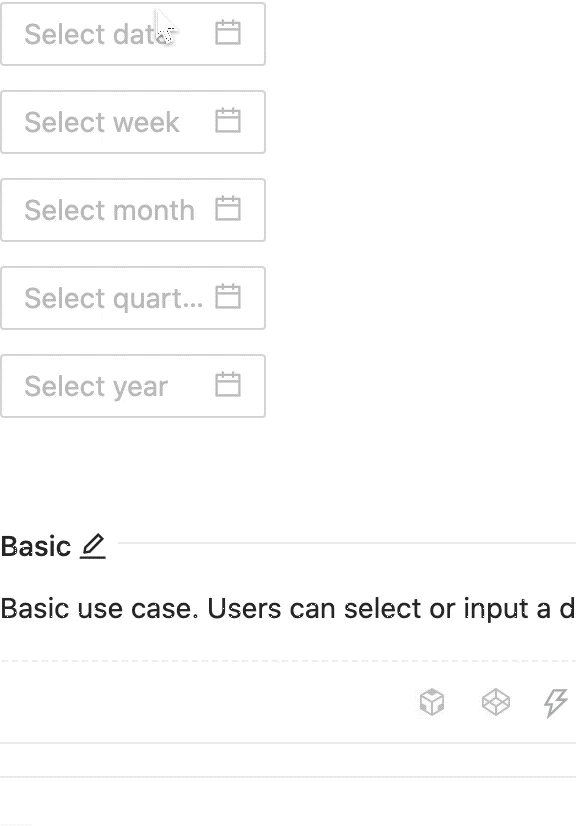 Select date
Select week
Select month
Select quart...
Select year
Basic
Basic use case. Users can select or input a d